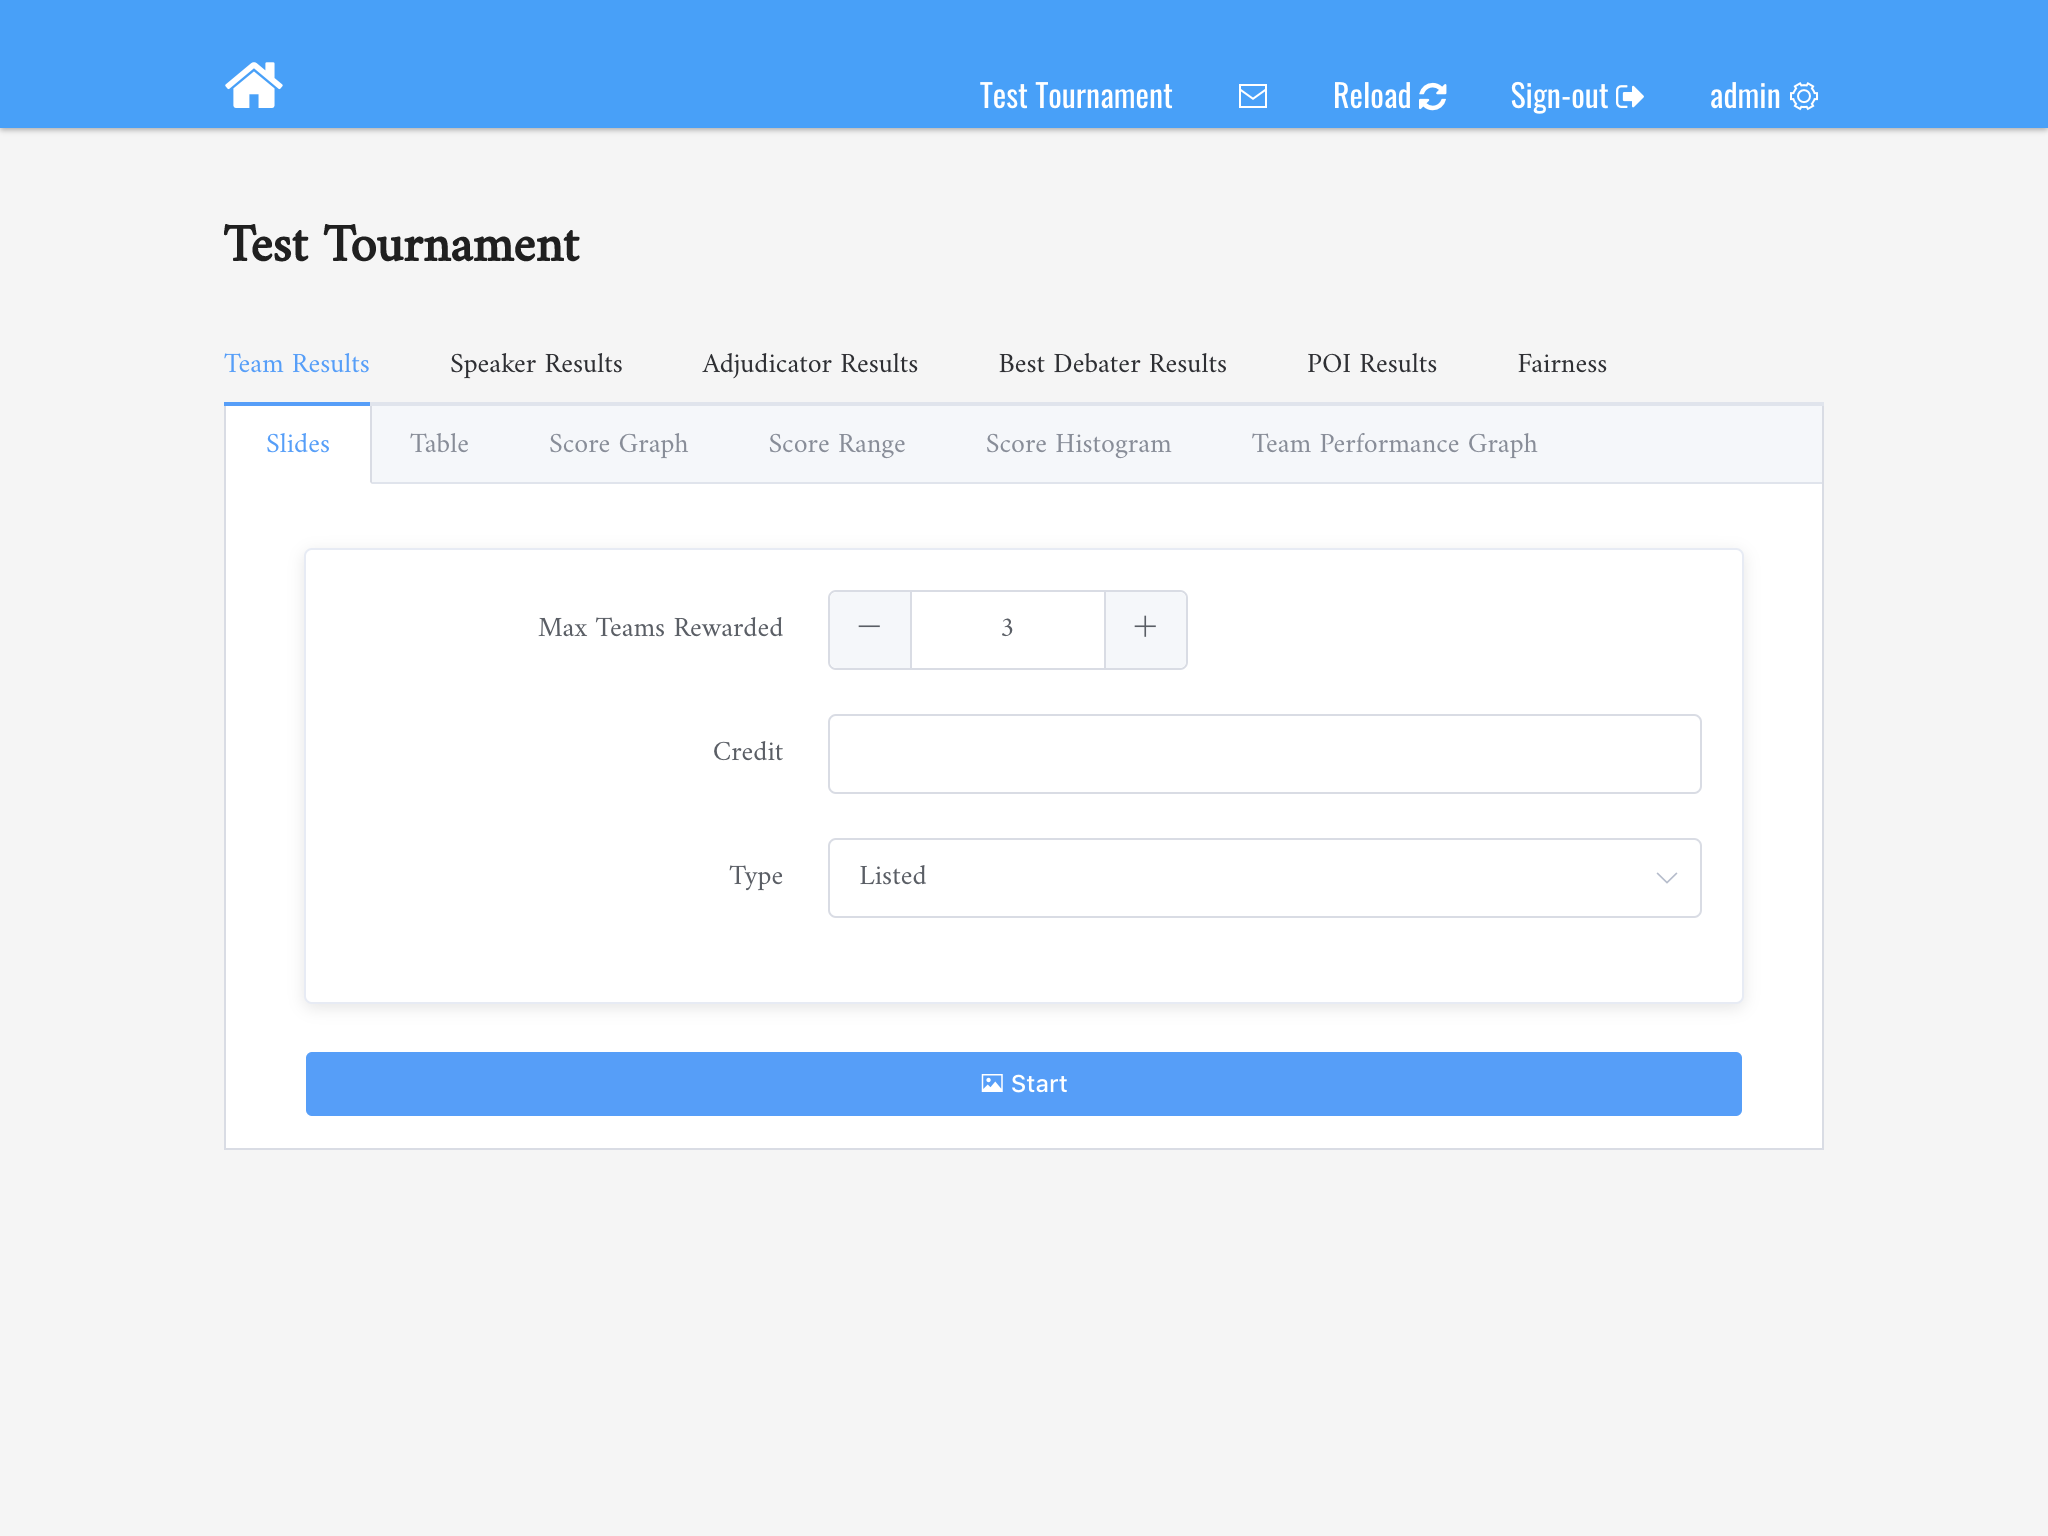 Test Tournament Reload Sign-out admin
Test Tournament
Team Results Speaker Results Adjudicator Results Best Debater Results POI Results Fairness
Slides Table Score Graph Score Range Score Histogram Team Performance Graph
Max Teams Rewarded 3
Credit
Type Listed
Start